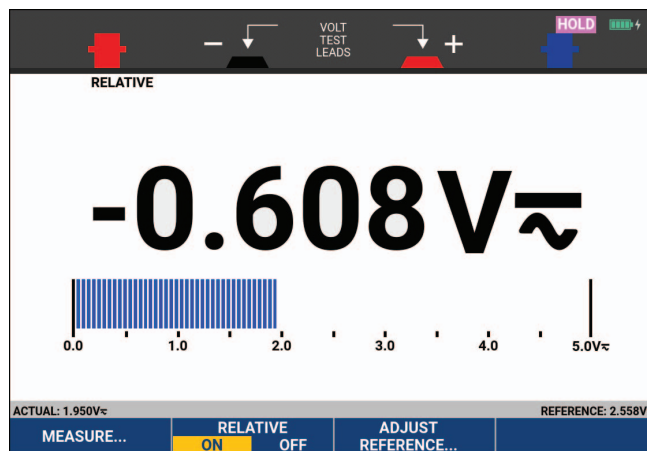 VOLT
TEST
LEADS
HOLD
RELATIVE
-0.608V
0.0 1.0 2.0 3.0 4.0 5.0V
ACTUAL: 1.950V REFERENCE: 2.558V
MEASURE... RELATIVE ADJUST
ON OFF REFERENCE...